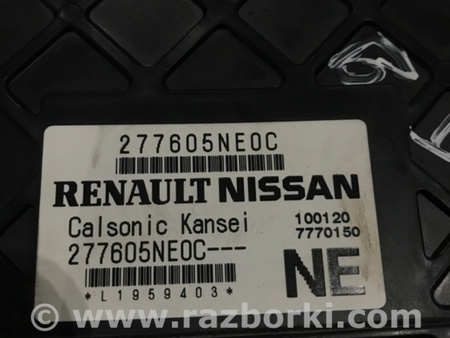 277605NE0C
RENAULT NISSAN
Calsonic Kansei
100120
277605NE0C---
7770150
NE
*L1959403*
www.razborki.com